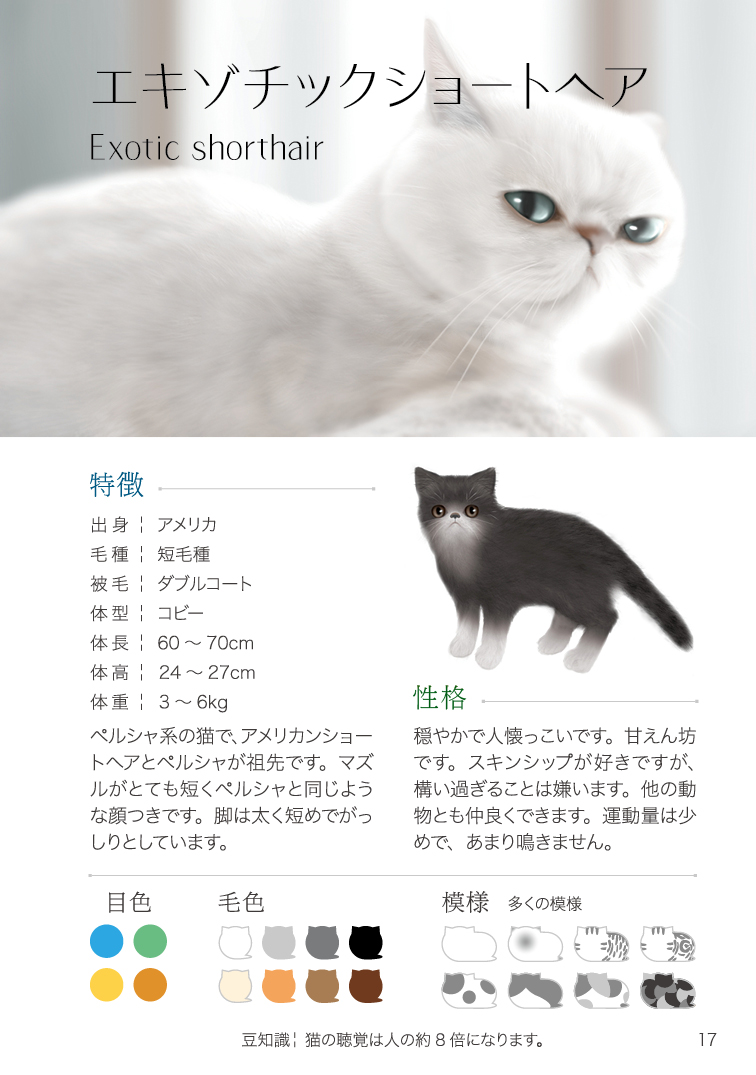 エキゾチックショートヘア
Exotic shorthair
特徴
出身¦ アメリカ
毛種¦ 短毛種
被毛¦ ダブルコート
体型¦ コビー
体長¦ 60～70cm
体高¦ 24～27cm
体重¦ 3～6kg
ペルシャ系の猫で、アメリカンショー
トヘアとペルシャが祖先です。マズ
ルがとても短くペルシャと同じよう
な顔つきです。脚は太く短めでがっ
しりとしています。
性格
穏やかで人懐っこいです。甘えん坊
です。スキンシップが好きですが、
構い過ぎることは嫌います。他の動
物とも仲良くできます。運動量は少
めで、あまり鳴きません。
目色
毛色
模様 多くの模様
豆知識¦ 猫の聴覚は人の約8倍になります。
17